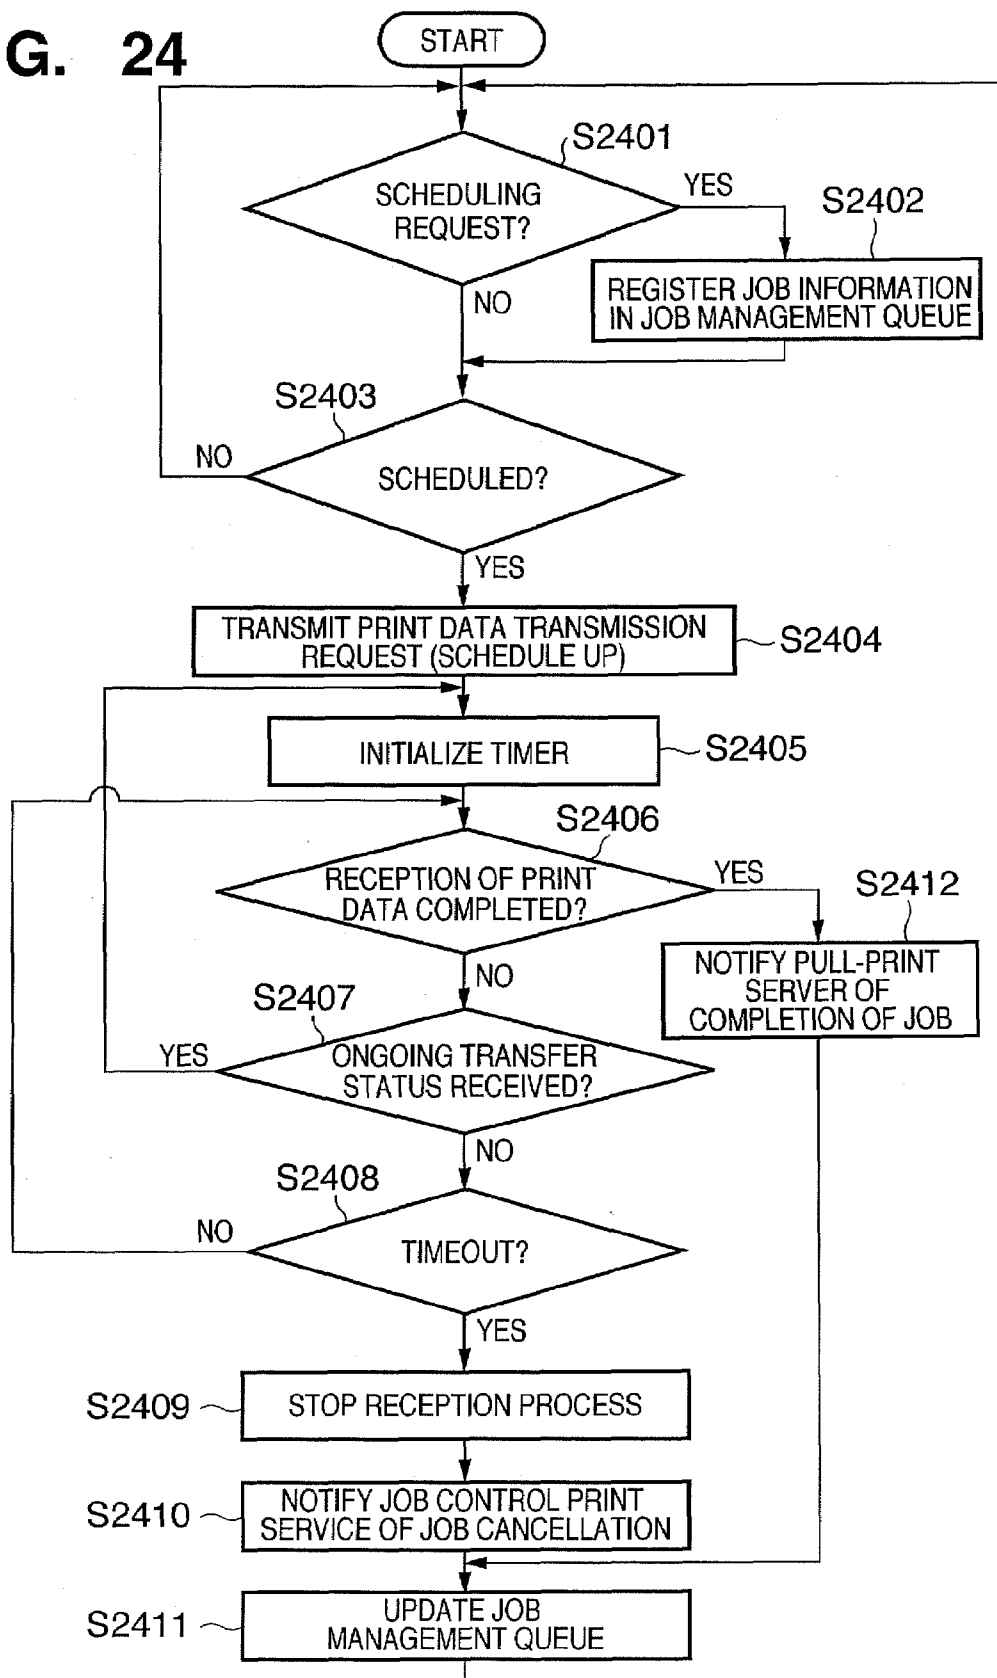 G. 24
START
S2401
SCHEDULING
REQUEST?
YES
S2402
REGISTER JOB INFORMATION
IN JOB MANAGEMENT QUEUE
NO
S2403
NO
SCHEDULED?
YES
TRANSMIT PRINT DATA TRANSMISSION
REQUEST (SCHEDULE UP)
S2404
INITIALIZE TIMER
S2405
S2406
RECEPTION OF PRINT
DATA COMPLETED?
YES
S2412
NOTIFY PULL-PRINT
SERVER OF
COMPLETION OF JOB
NO
S2407
YES
ONGOING TRANSFER
STATUS RECEIVED?
NO
S2408
NO
TIMEOUT?
YES
S2409
STOP RECEPTION PROCESS
S2410
NOTIFY JOB CONTROL PRINT
SERVICE OF JOB CANCELLATION
S2411
UPDATE JOB
MANAGEMENT QUEUE